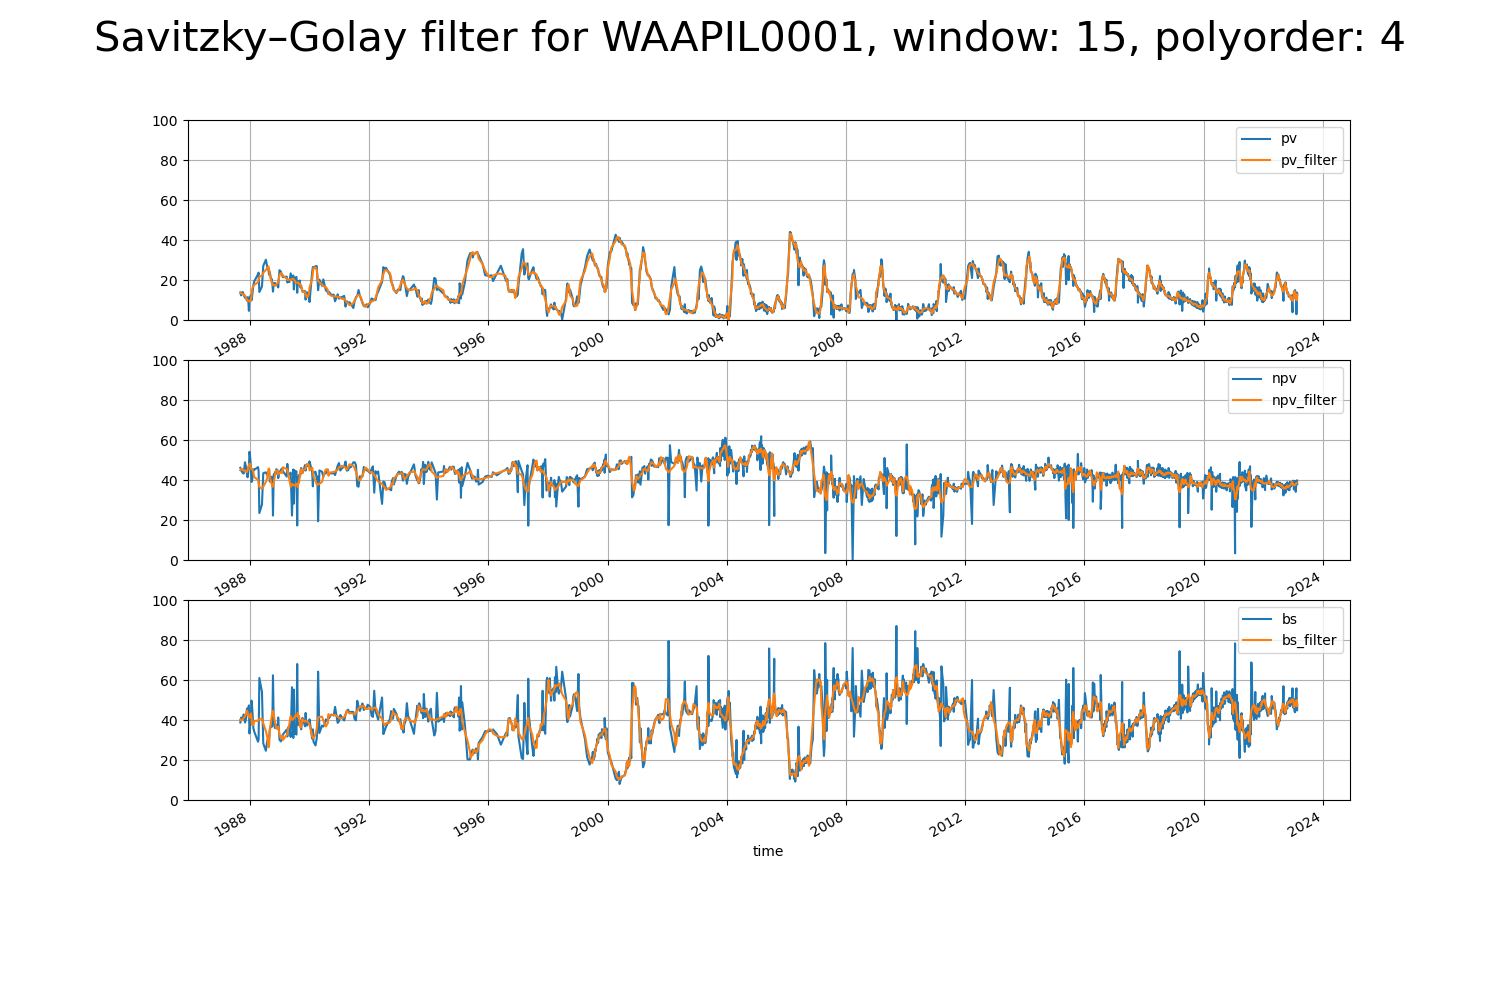 Savitzky–Golay filter for WAAPIL0001, window: 15, polyorder: 4
100
80
60
40
20
0
pv
pv_filter
1988 1992 1996 2000 2004 2008 2012 2016 2020 2024
100
80
60
40
20
0
npv
npv_filter
1988 1992 1996 2000 2004 2008 2012 2016 2020 2024
100
80
60
40
20
0
bs
bs_filter
1988 1992 1996 2000 2004 2008 2012 2016 2020 2024
time